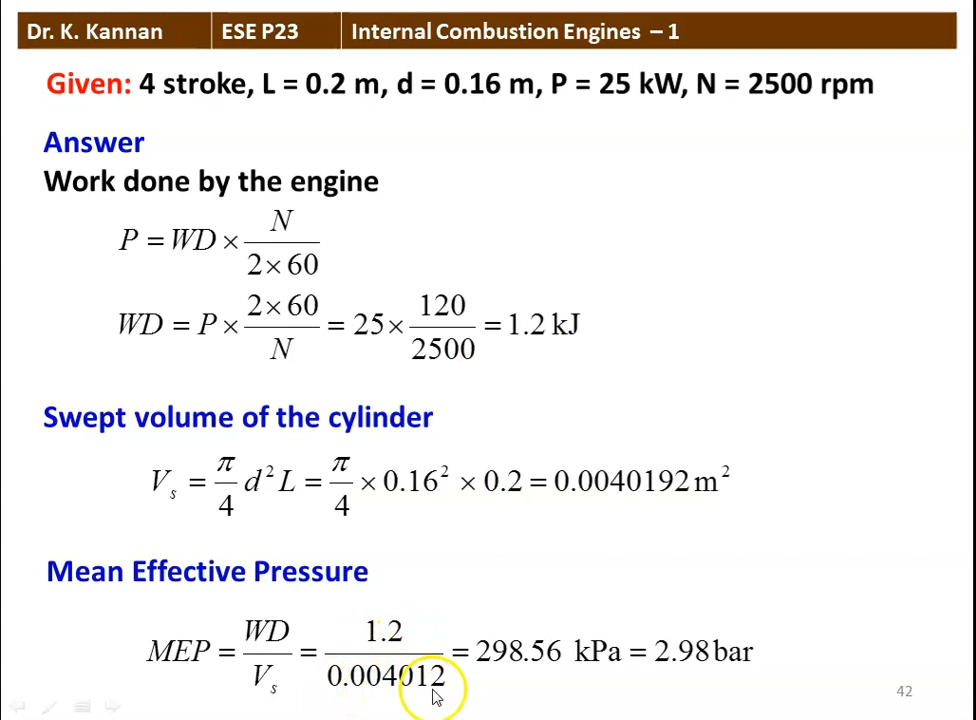 Dr. K. Kannan ESE P23 Internal Combustion Engines – 1
Given: 4 stroke, L = 0.2 m, d = 0.16 m, P = 25 kW, N = 2500 rpm
Answer
Work done by the engine
P = WD × N / (2 × 60)
WD = P × (2 × 60) / N = 25 × 120 / 2500 = 1.2 kJ
Swept volume of the cylinder
Vₛ = π/4 d² L = π/4 × 0.16² × 0.2 = 0.0040192 m²
Mean Effective Pressure
MEP = WD / Vₛ = 1.2 / 0.004012 = 298.56 kPa = 2.98 bar
42